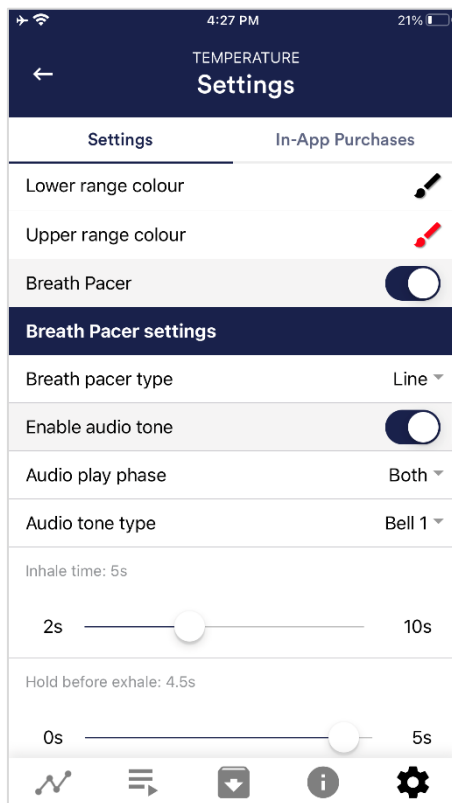 4:27 PM
21%
TEMPERATURE
Settings
Settings In-App Purchases
Lower range colour
Upper range colour
Breath Pacer
Breath Pacer settings
Breath pacer type Line
Enable audio tone
Audio play phase Both
Audio tone type Bell 1
Inhale time: 5s
2s 10s
Hold before exhale: 4.5s
0s 5s